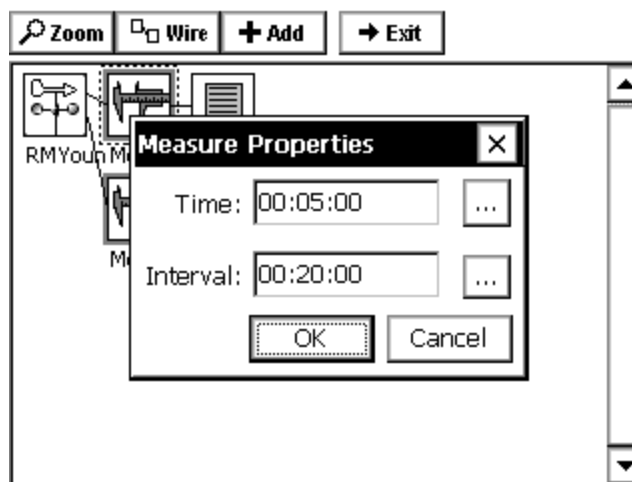 Zoom Wire Add Exit
RMYoun M
Measure Properties
Time: 00:05:00 ...
M
Interval: 00:20:00 ...
OK Cancel